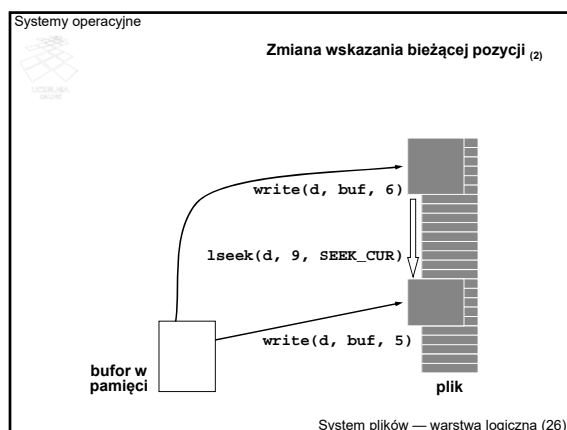 Systemy operacyjne
Zmiana wskazania bieżącej pozycji (2)
write(d, buf, 6)
lseek(d, 9, SEEK_CUR)
write(d, buf, 5)
bufor w
pamięci
plik
System plików — warstwa logiczna (26)